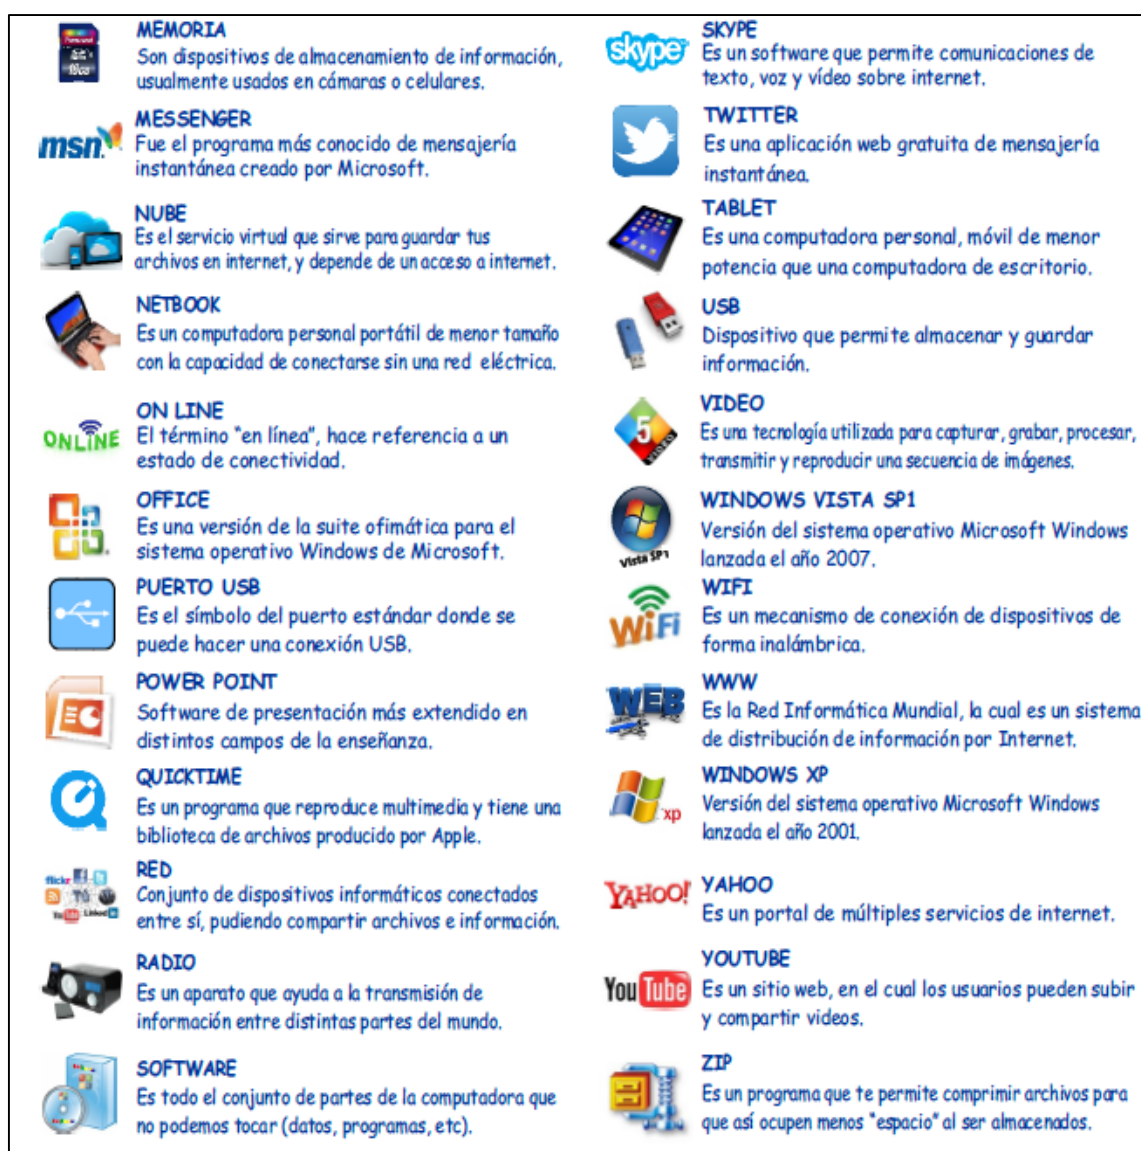 MEMORIA
Son dispositivos de almacenamiento de información,
usualmente usados en cámaras o celulares.
msn
MESSENGER
Fue el programa más conocido de mensajería
instantánea creado por Microsoft.
NUBE
Es el servicio virtual que sirve para guardar tus
archivos en internet, y depende de un acceso a internet.
NETBOOK
Es un computadora personal portátil de menor tamaño
con la capacidad de conectarse sin una red eléctrica.
ONLINE
ON LINE
El término "en línea", hace referencia a un
estado de conectividad.
OFFICE
Es una versión de la suite ofimática para el
sistema operativo Windows de Microsoft.
PUERTO USB
Es el símbolo del puerto estándar donde se
puede hacer una conexión USB.
POWER POINT
Software de presentación más extendido en
distintos campos de la enseñanza.
QUICKTIME
Es un programa que reproduce multimedia y tiene una
biblioteca de archivos producido por Apple.
flickr
YouTube LinkedIn
RED
Conjunto de dispositivos informáticos conectados
entre sí, pudiendo compartir archivos e información.
RADIO
Es un aparato que ayuda a la transmisión de
información entre distintas partes del mundo.
SOFTWARE
Es todo el conjunto de partes de la computadora que
no podemos tocar (datos, programas, etc).
skype
SKYPE
Es un software que permite comunicaciones de
texto, voz y vídeo sobre internet.
TWITTER
Es una aplicación web gratuita de mensajería
instantánea.
TABLET
Es una computadora personal, móvil de menor
potencia que una computadora de escritorio.
USB
Dispositivo que permite almacenar y guardar
información.
5
VIDEO
VIDEO
Es una tecnología utilizada para capturar, grabar, procesar,
transmitir y reproducir una secuencia de imágenes.
Vista SP1
WINDOWS VISTA SP1
Versión del sistema operativo Microsoft Windows
lanzada el año 2007.
WiFi
WIFI
Es un mecanismo de conexión de dispositivos de
forma inalámbrica.
WEB
WWW
Es la Red Informática Mundial, la cual es un sistema
de distribución de información por Internet.
xp
WINDOWS XP
Versión del sistema operativo Microsoft Windows
lanzada el año 2001.
YAHOO!
YAHOO
Es un portal de múltiples servicios de internet.
YouTube
YOUTUBE
Es un sitio web, en el cual los usuarios pueden subir
y compartir videos.
ZIP
Es un programa que te permite comprimir archivos para
que así ocupen menos "espacio" al ser almacenados.